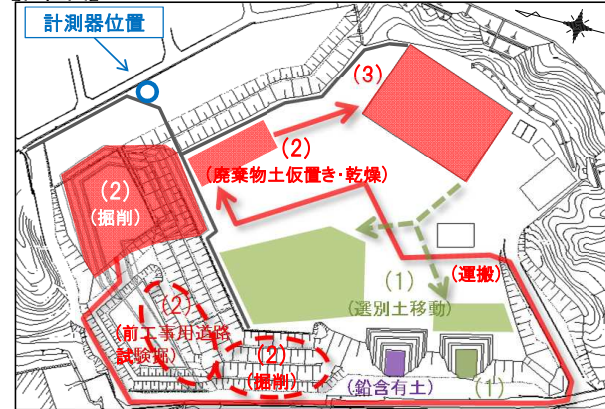 計測器位置
(3)
(2)
(廃棄物土仮置き・乾燥)
(2)
(掘削)
(1)
(選別土移動)
(運搬)
(2)
(前工事用道路
試験掘)
(2)
(掘削)
(鉛含有土)
(1)